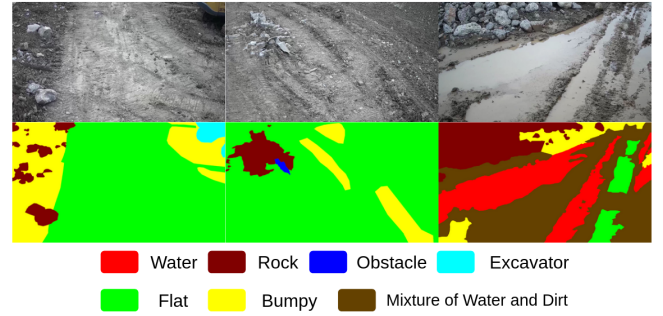 Water Rock Obstacle Excavator
Flat Bumpy Mixture of Water and Dirt